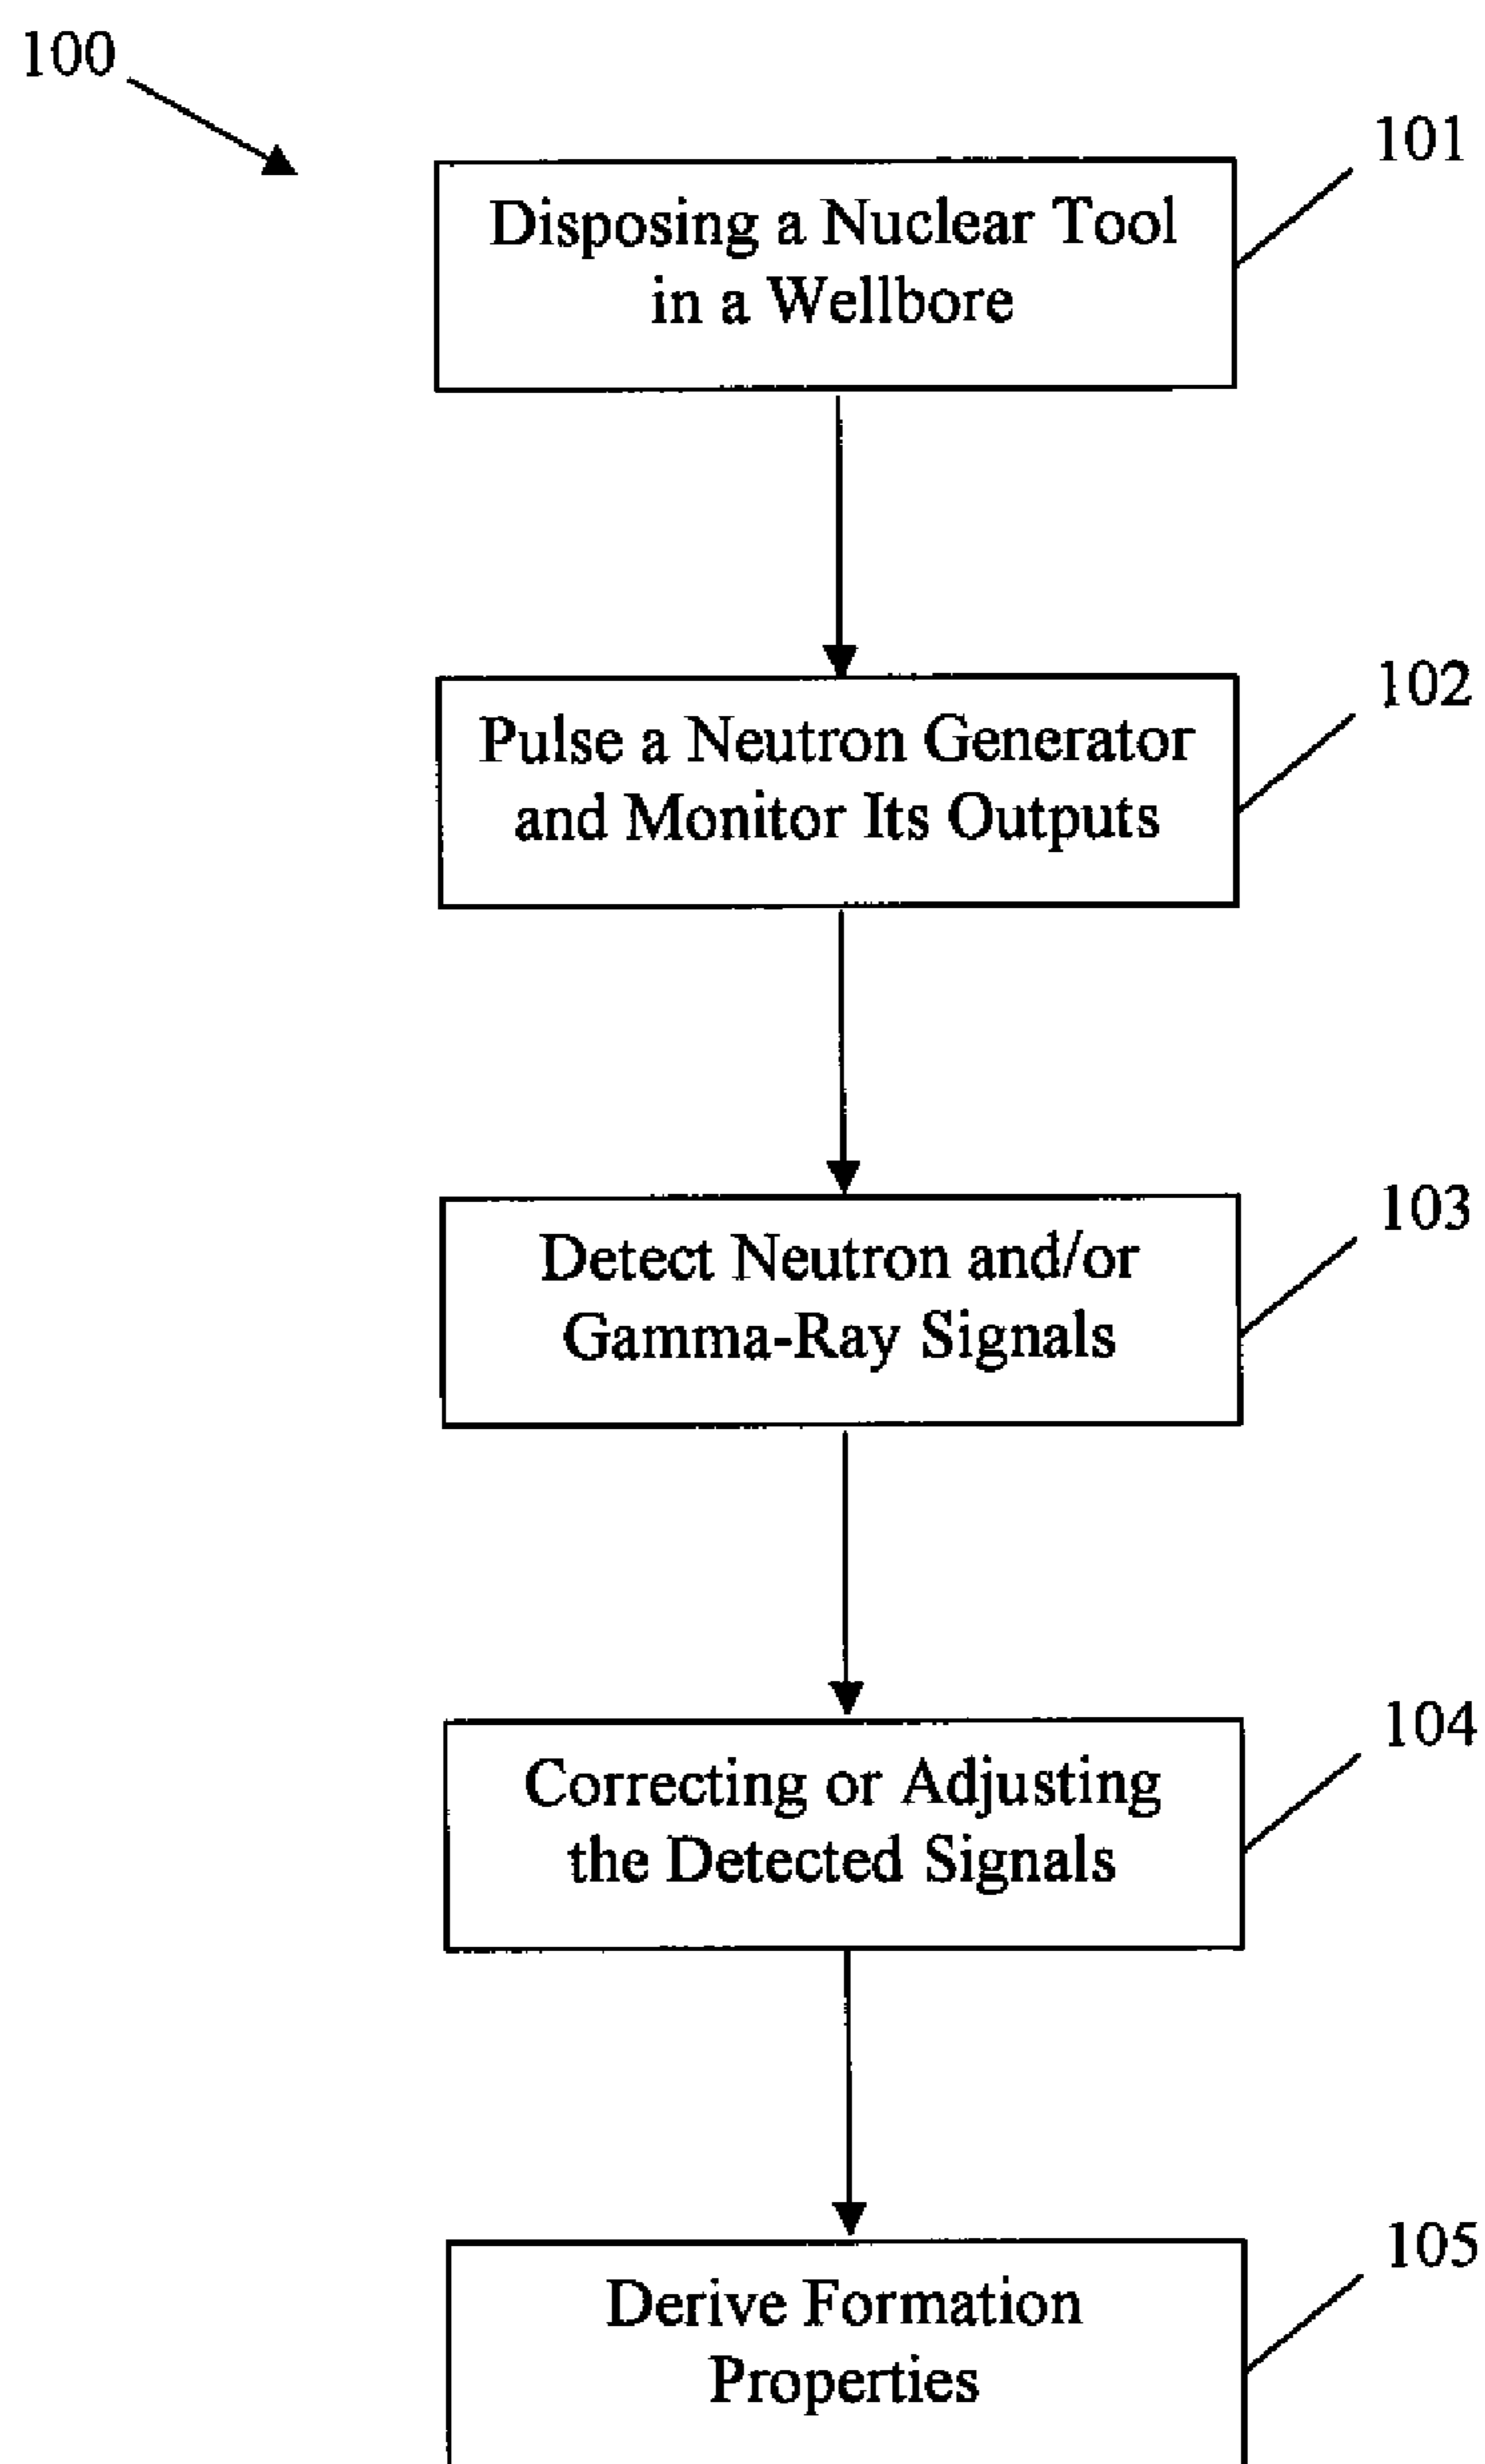 100
101
Disposing a Nuclear Tool
in a Wellbore
102
Pulse a Neutron Generator
and Monitor Its Outputs
103
Detect Neutron and/or
Gamma-Ray Signals
104
Correcting or Adjusting
the Detected Signals
105
Derive Formation
Properties